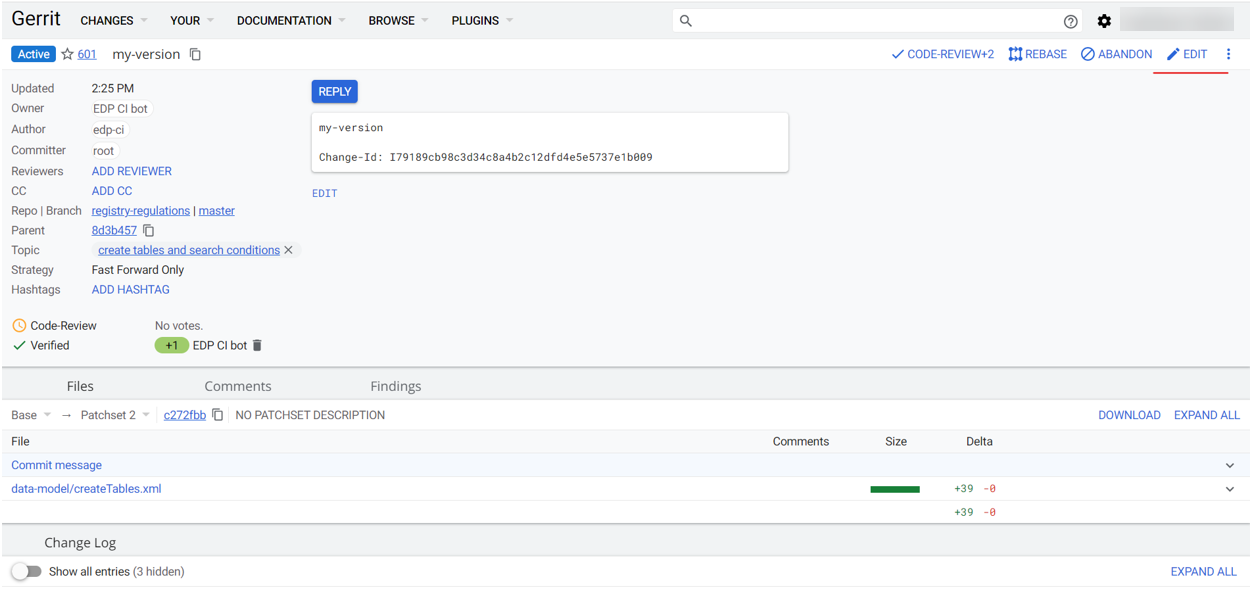 Gerrit CHANGES YOUR DOCUMENTATION BROWSE PLUGINS
Active 601 my-version CODE-REVIEW+2 REBASE ABANDON EDIT
Updated 2:25 PM
REPLY
Owner EDP CI bot
Author edp-ci
my-version
Committer root
Change-Id: I79189cb98c3d34c8a4b2c12dfd4e5e5737e1b009
Reviewers ADD REVIEWER
CC ADD CC
EDIT
Repo | Branch registry-regulations | master
Parent 8d3b457
Topic create tables and search conditions
Strategy Fast Forward Only
Hashtags ADD HASHTAG
Code-Review No votes.
Verified +1 EDP CI bot
Files Comments Findings
Base → Patchset 2 c272fbb NO PATCHSET DESCRIPTION DOWNLOAD EXPAND ALL
File Comments Size Delta
Commit message
data-model/createTables.xml +39 -0
+39 -0
Change Log
Show all entries (3 hidden) EXPAND ALL